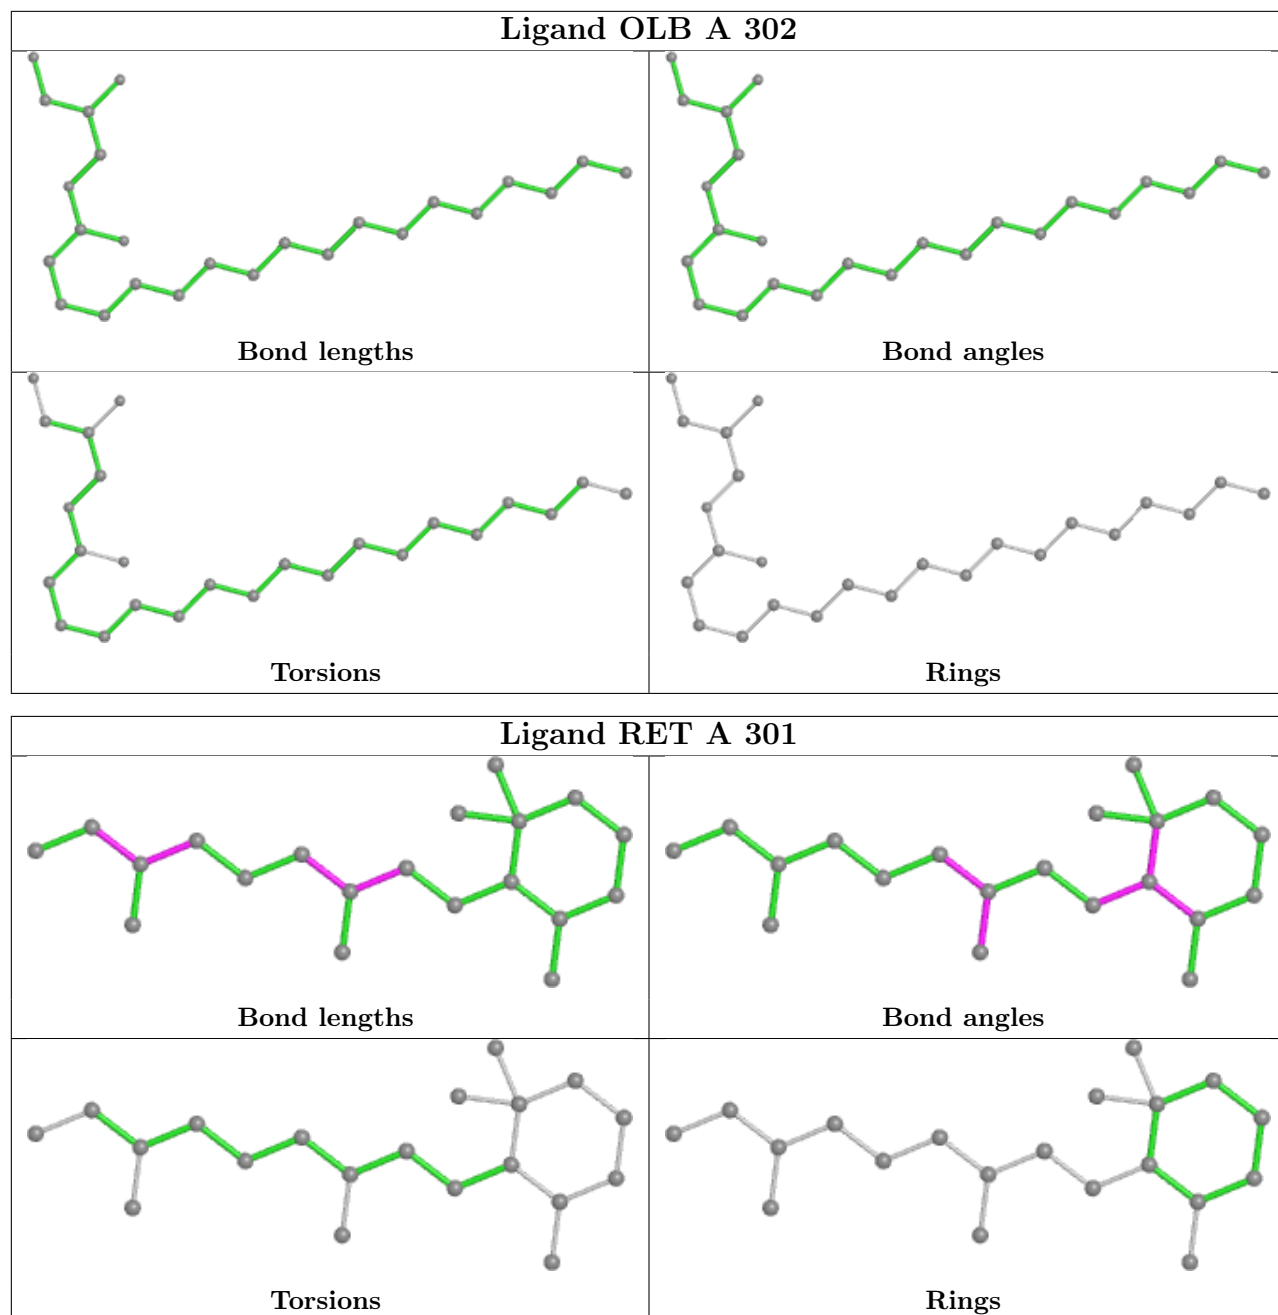 Ligand OLB A 302
Bond lengths
Bond angles
Torsions
Rings
Ligand RET A 301
Bond lengths
Bond angles
Torsions
Rings